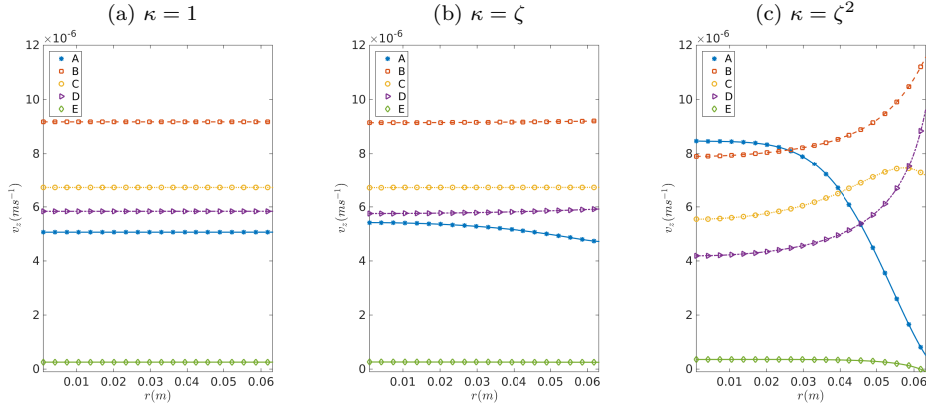 (a) κ = 1
×10⁻⁶
12
10
8
6
4
2
0
v_z(ms⁻¹)
A
B
C
D
E
0.01 0.02 0.03 0.04 0.05 0.06
r(m)
(b) κ = ζ
×10⁻⁶
12
10
8
6
4
2
0
v_z(ms⁻¹)
A
B
C
D
E
0.01 0.02 0.03 0.04 0.05 0.06
r(m)
(c) κ = ζ²
×10⁻⁶
12
10
8
6
4
2
0
v_z(ms⁻¹)
A
B
C
D
E
0.01 0.02 0.03 0.04 0.05 0.06
r(m)